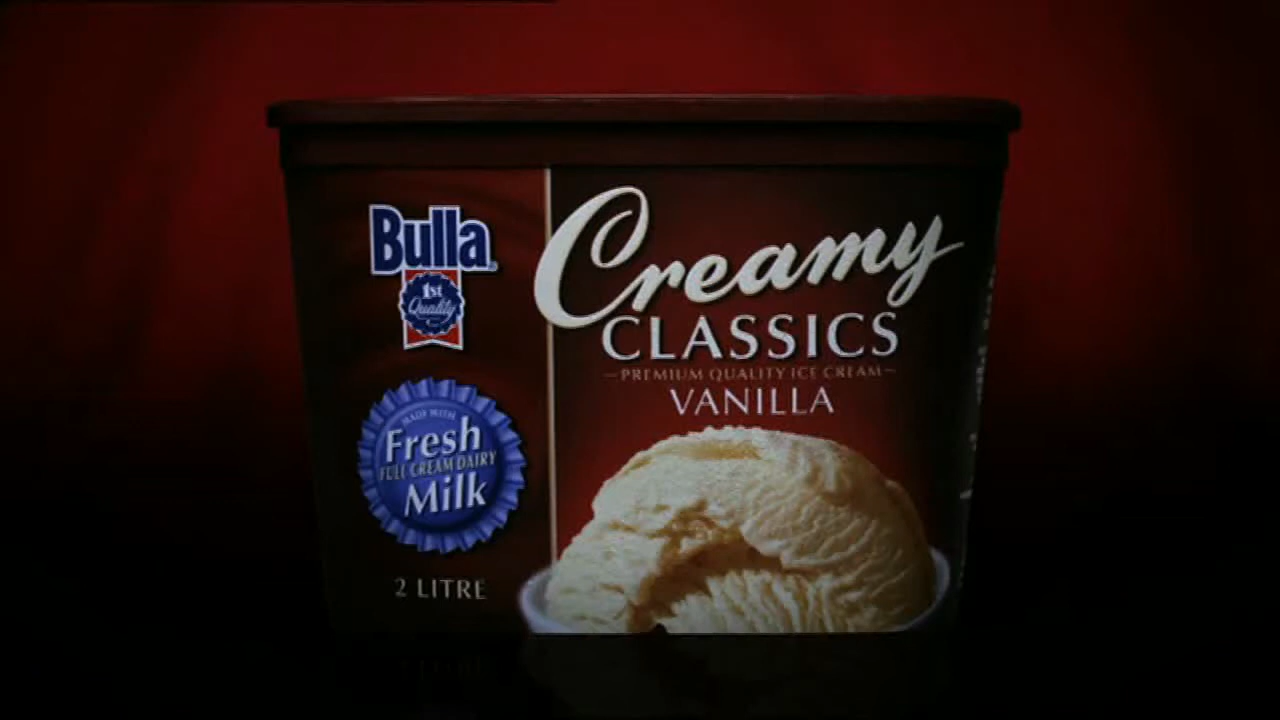 Bulla
1st
Quality
MADE WITH
Fresh
FULL CREAM DAIRY
Milk
2 LITRE
Creamy
CLASSICS
PREMIUM QUALITY ICE CREAM
VANILLA